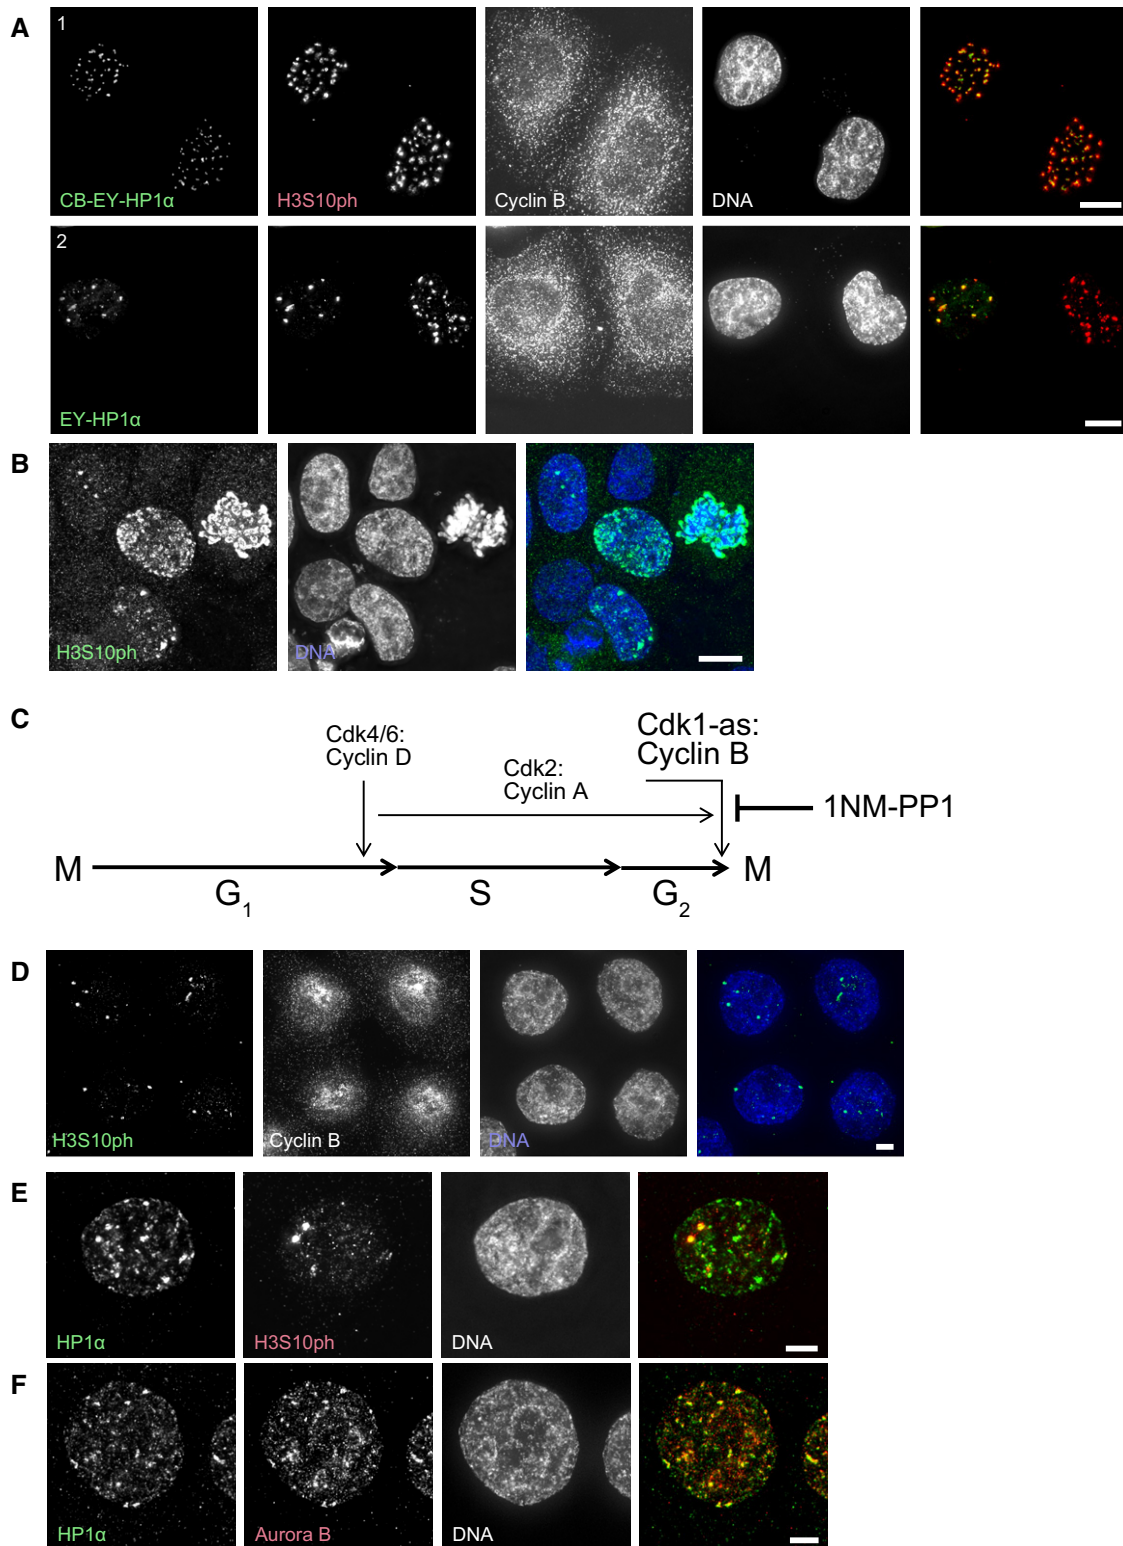 A
1
CB-EY-HP1α
H3S10ph
Cyclin B
DNA
2
EY-HP1α
B
H3S10ph
DNA
C
Cdk4/6:
Cyclin D
Cdk2:
Cyclin A
Cdk1-as:
Cyclin B
1NM-PP1
M
G1
S
G2
M
D
H3S10ph
Cyclin B
DNA
E
HP1α
H3S10ph
DNA
F
HP1α
Aurora B
DNA